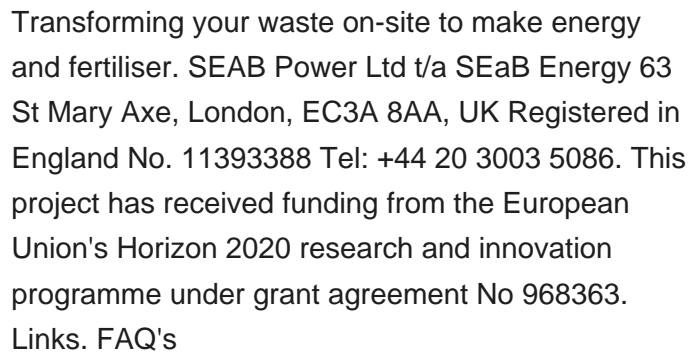 Transforming your waste on-site to make energy
and fertiliser. SEAB Power Ltd t/a SEaB Energy 63
St Mary Axe, London, EC3A 8AA, UK Registered in
England No. 11393388 Tel: +44 20 3003 5086. This
project has received funding from the European
Union's Horizon 2020 research and innovation
programme under grant agreement No 968363.
Links. FAQ's